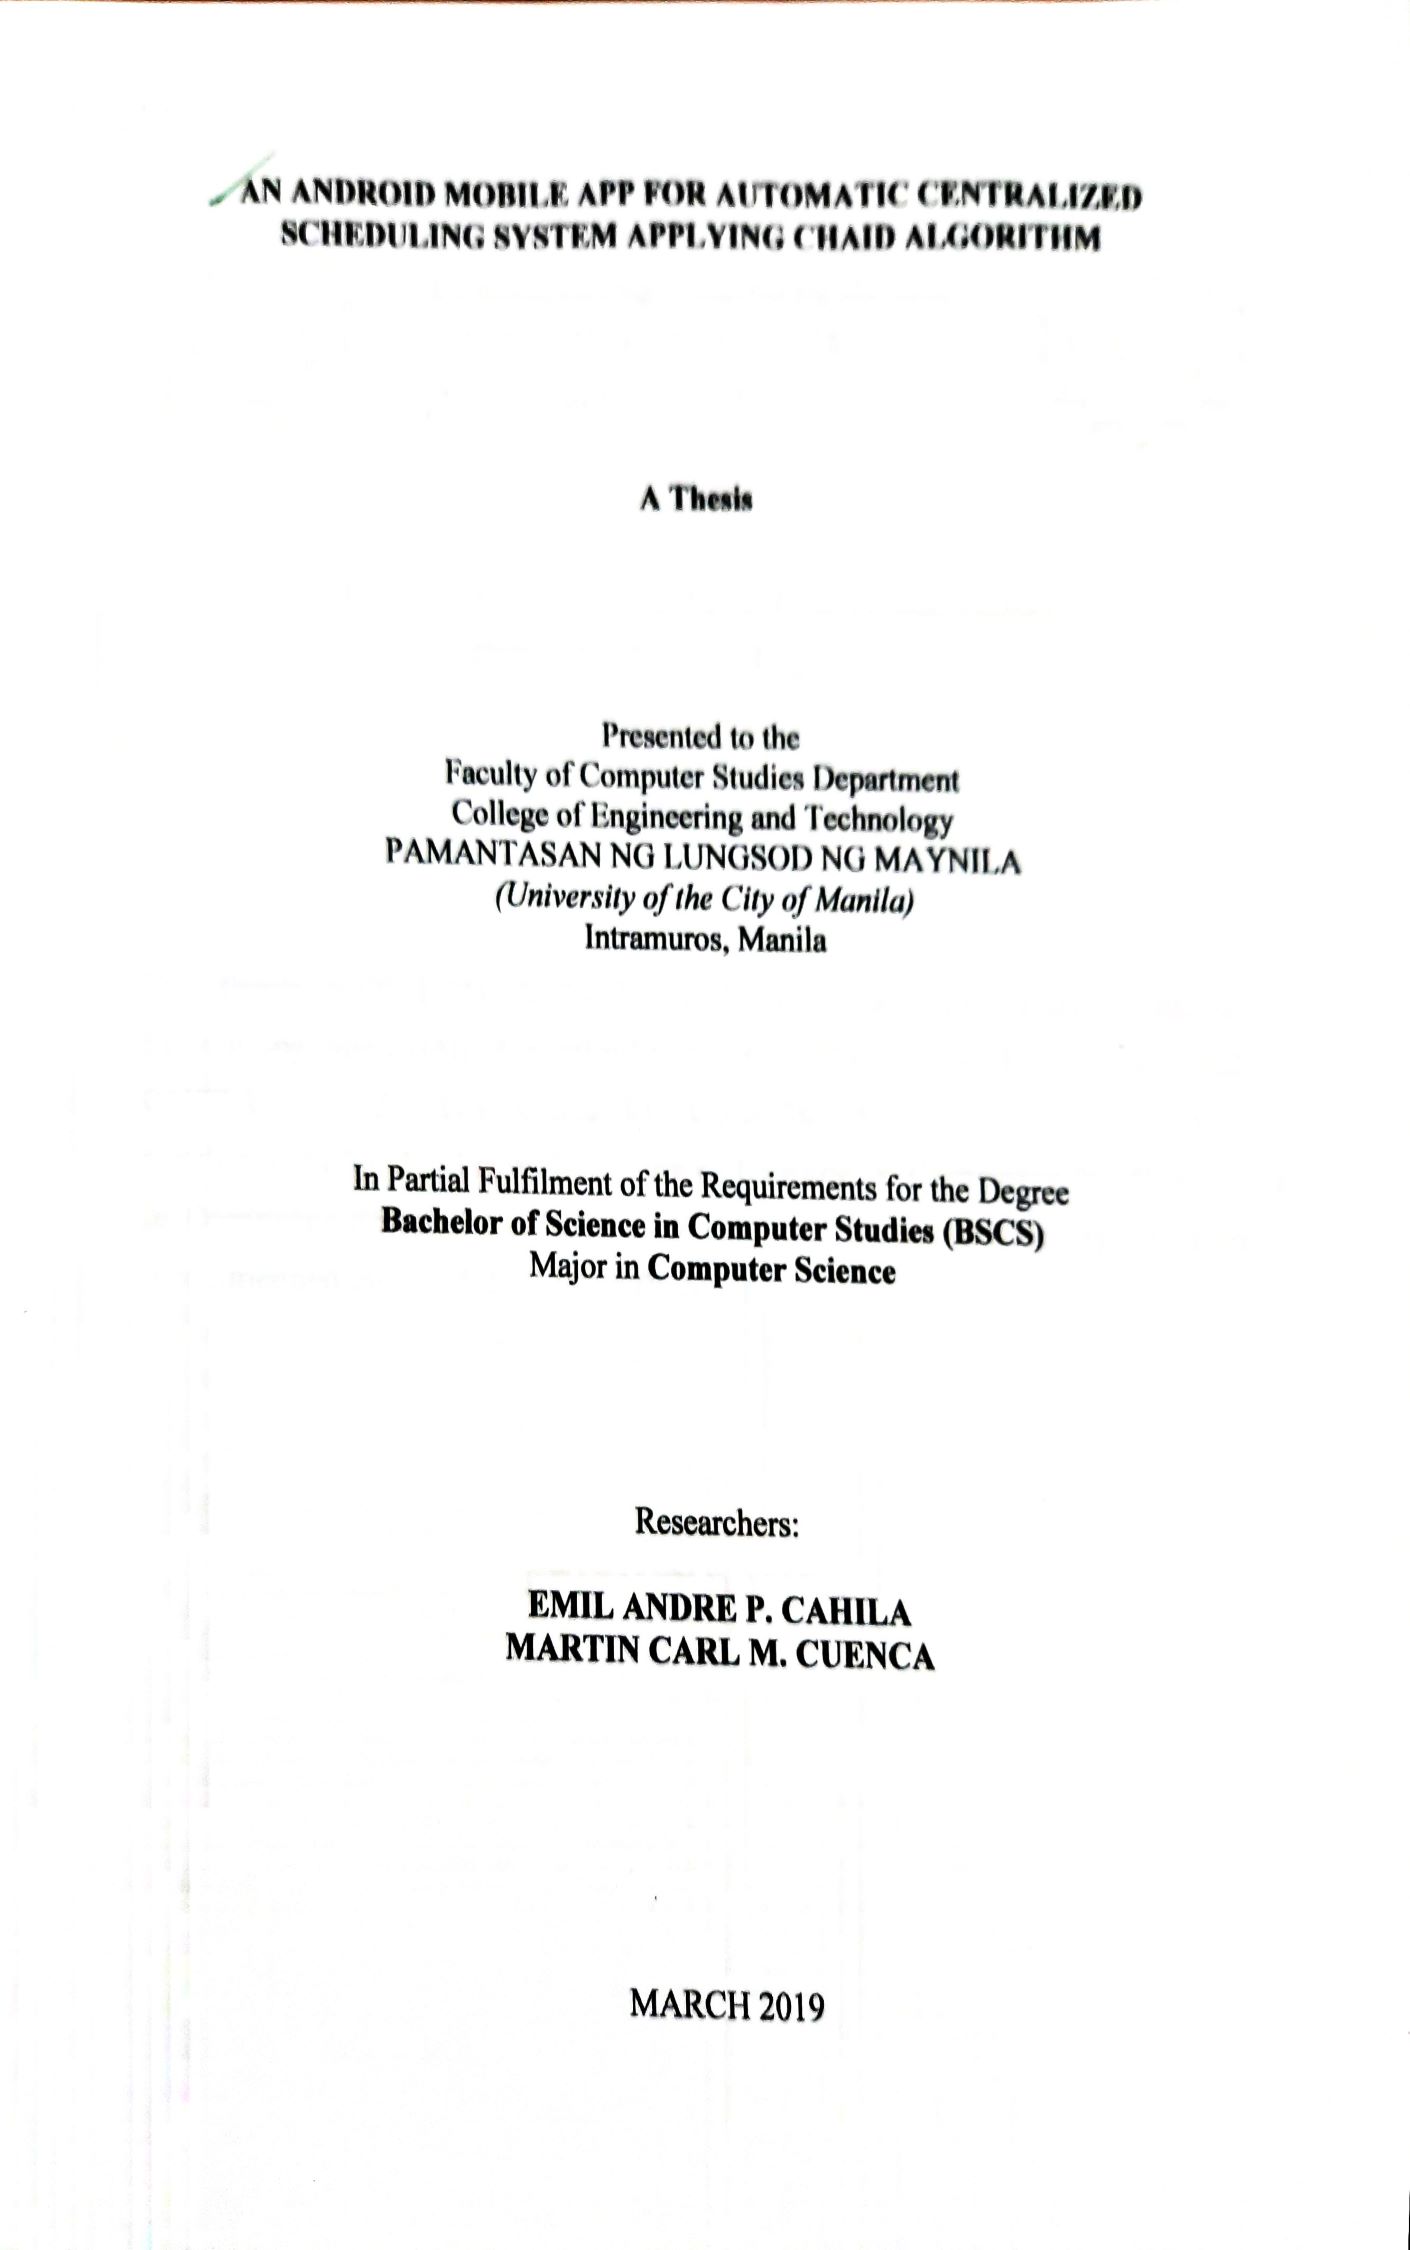 AN ANDROID MOBILE APP FOR AUTOMATIC CENTRALIZED
SCHEDULING SYSTEM APPLYING CHAID ALGORITHM
A Thesis
Presented to the
Faculty of Computer Studies Department
College of Engineering and Technology
PAMANTASAN NG LUNGSOD NG MAYNILA
(University of the City of Manila)
Intramuros, Manila
In Partial Fulfilment of the Requirements for the Degree
Bachelor of Science in Computer Studies (BSCS)
Major in Computer Science
Researchers:
EMIL ANDRE P. CAHILA
MARTIN CARL M. CUENCA
MARCH 2019